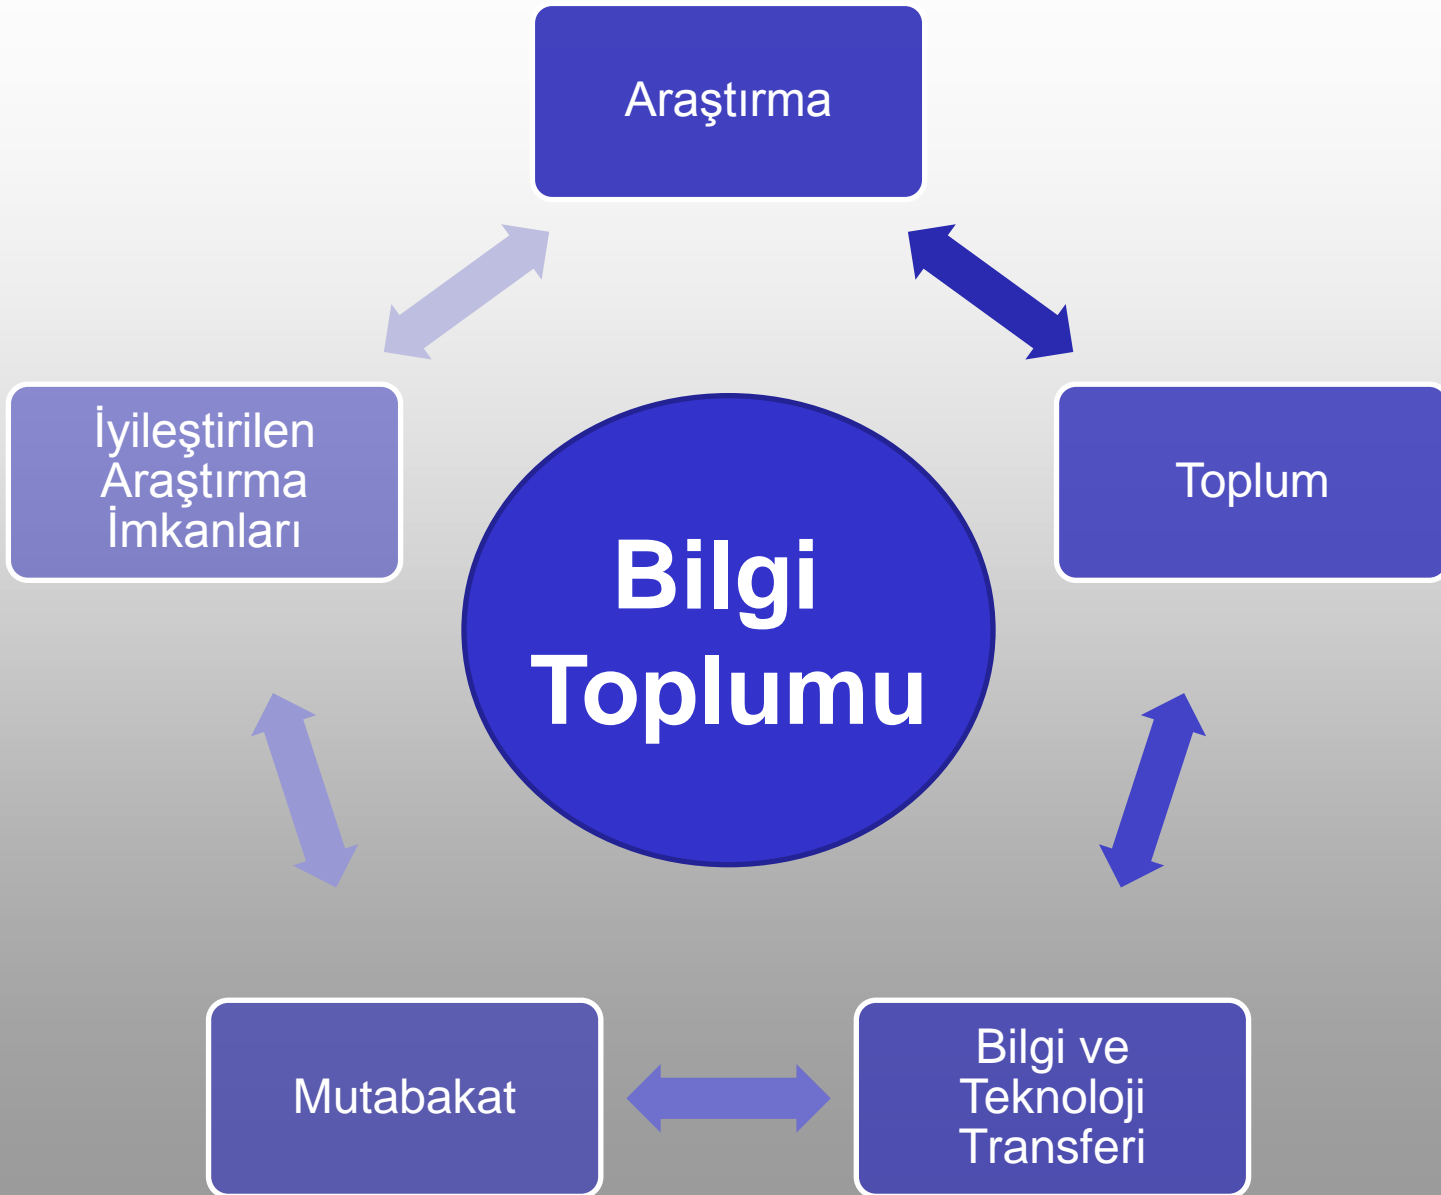 Araştırma
İyileştirilen
Araştırma
İmkanları
Toplum
Bilgi
Toplumu
Mutabakat
Bilgi ve
Teknoloji
Transferi